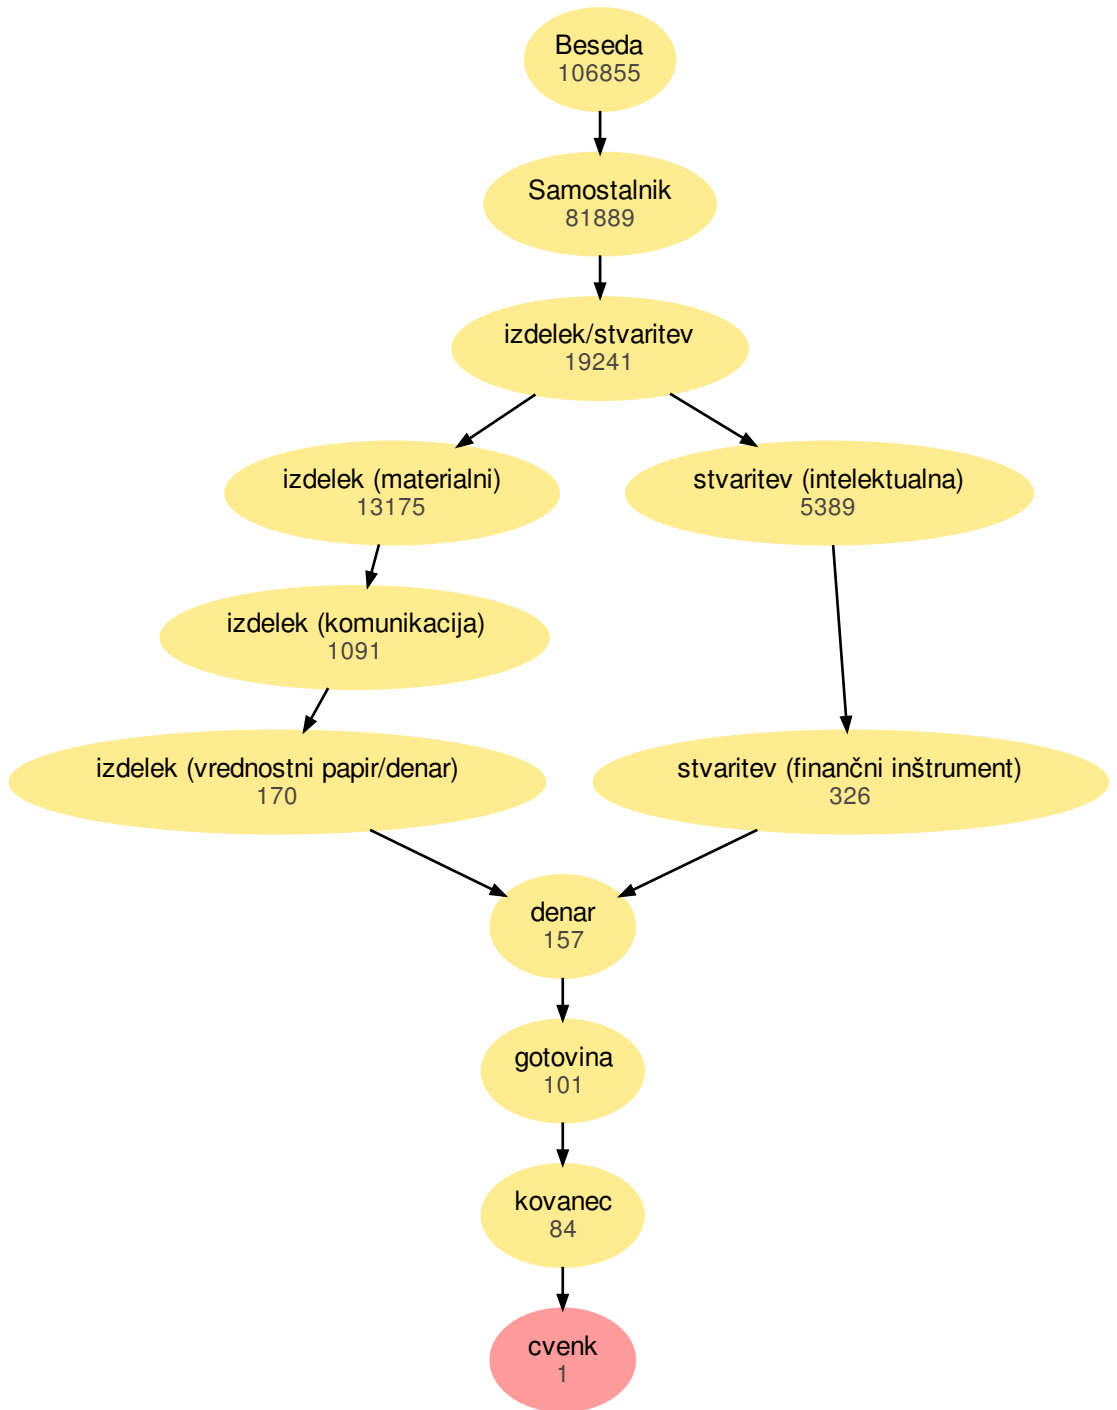 Beseda
106855
Samostalnik
81889
izdelek/stvaritev
19241
izdelek (materialni)
13175
stvaritev (intelektualna)
5389
izdelek (komunikacija)
1091
izdelek (vrednostni papir/denar)
170
stvaritev (finančni inštrument)
326
denar
157
gotovina
101
kovanec
84
cvenk
1